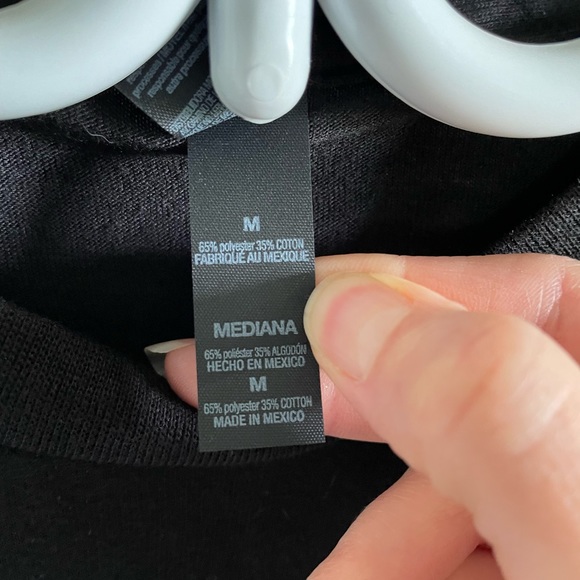 M
65% polyester 35% COTON
FABRIQUÉ AU MEXIQUE
MEDIANA
65% poliéster 35% ALGODÓN
HECHO EN MEXICO
M
65% polyester 35% COTTON
MADE IN MEXICO